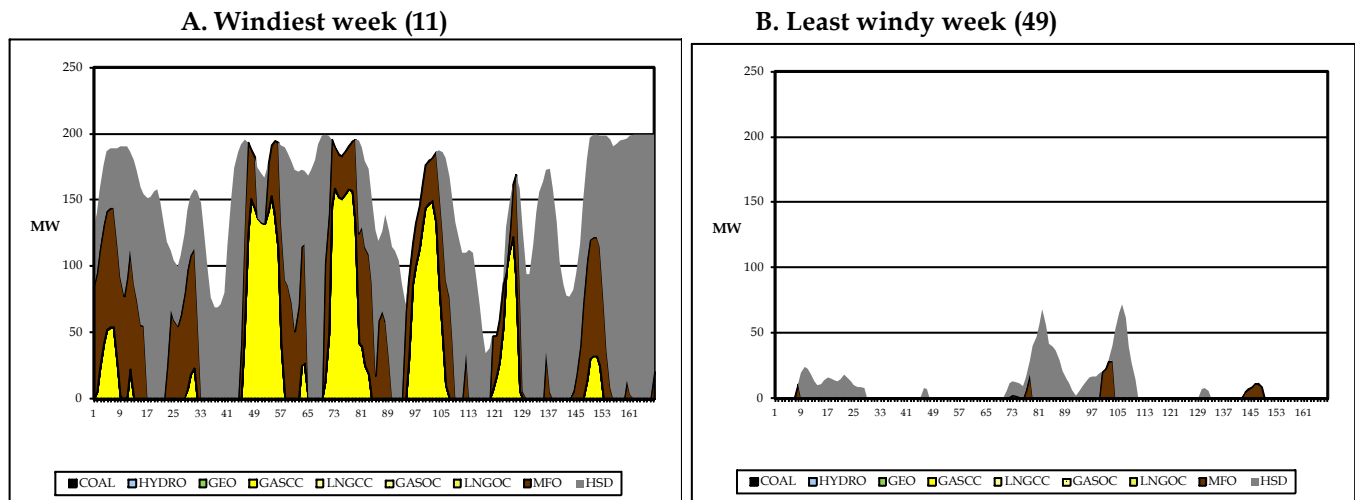 A. Windiest week (11)
250
200
150
MW
100
50
0
1 9 17 25 33 41 49 57 65 73 81 89 97 105 113 121 129 137 145 153 161
COAL HYDRO GEO GASCC LNGCC GASOC LNGOC MFO HSD
B. Least windy week (49)
250
200
150
MW
100
50
0
1 9 17 25 33 41 49 57 65 73 81 89 97 105 113 121 129 137 145 153 161
COAL HYDRO GEO GASCC LNGCC GASOC LNGOC MFO HSD